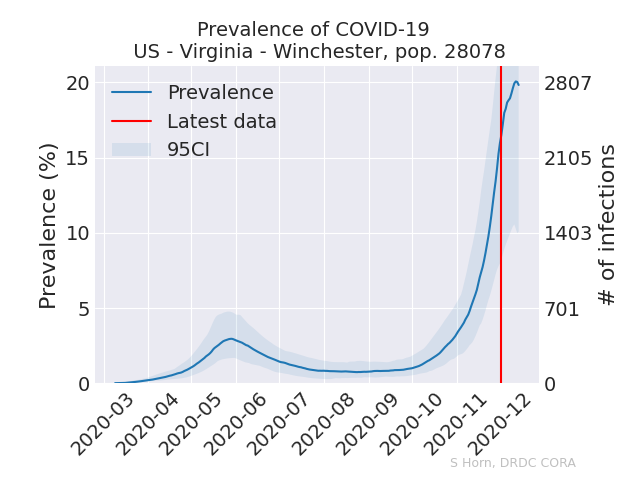 Prevalence of COVID-19
US - Virginia - Winchester, pop. 28078
Prevalence
Latest data
95CI
Prevalence (%)
20
15
10
5
0
2807
2105
1403
701
0
# of infections
2020-03
2020-04
2020-05
2020-06
2020-07
2020-08
2020-09
2020-10
2020-11
2020-12
S Horn, DRDC CORA